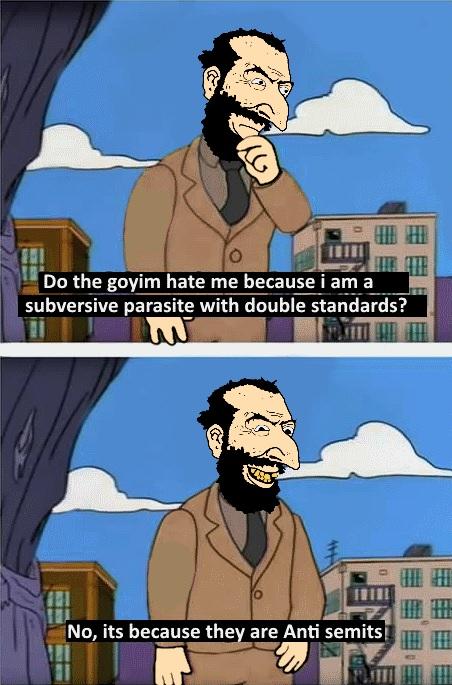 Do the goyim hate me because i am a
subversive parasite with double standards?
No, its because they are Anti semits